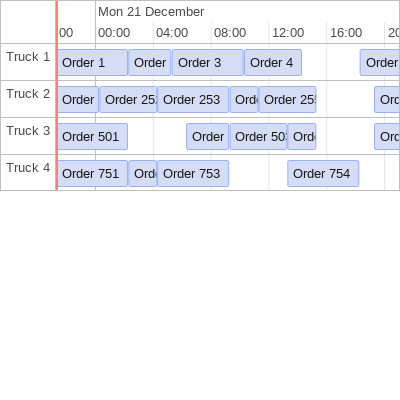 Mon 21 December
00 00:00 04:00 08:00 12:00 16:00 20
Truck 1 Order 1 Order Order 3 Order 4 Order
Truck 2 Order Order 25 Order 253 Ord Order 25
Truck 3 Order 501 Order Order 50 Ord Ord
Truck 4 Order 751 Ord Order 753 Order 754